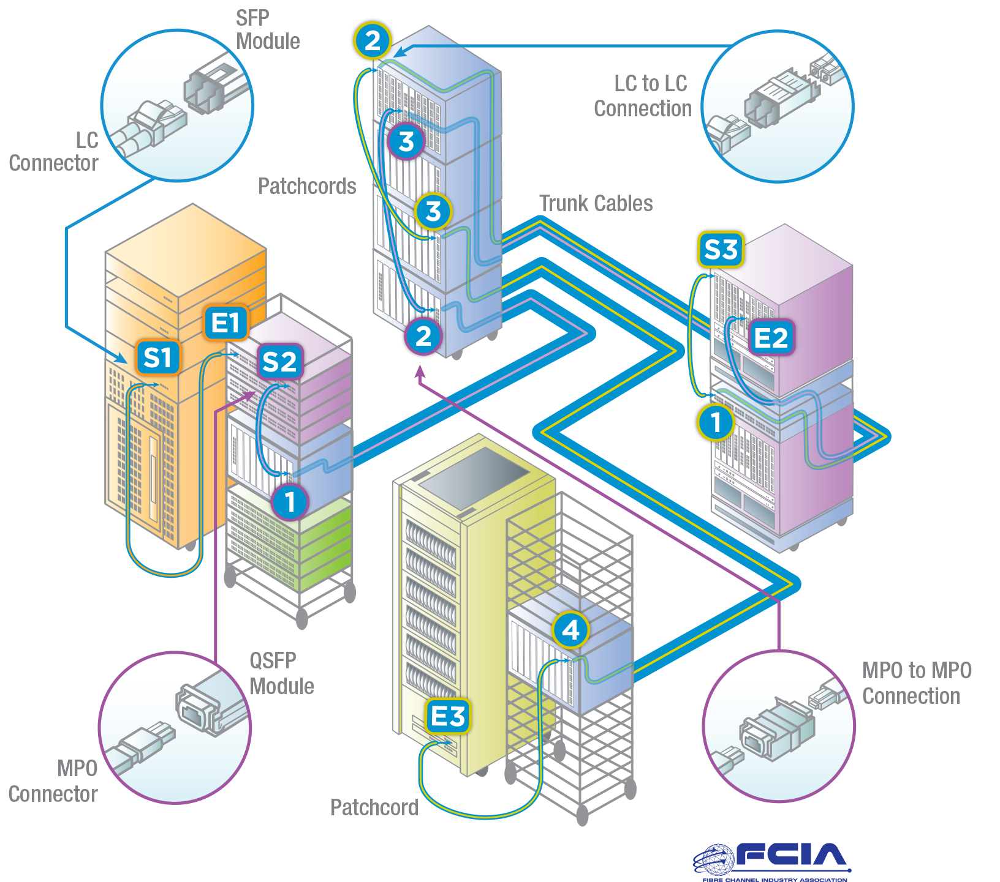 SFP
Module
LC
Connector
2
LC to LC
Connection
3
Patchcords
3
Trunk Cables
S3
E1
S1
S2
2
E2
1
1
4
QSFP
Module
MPO
Connector
E3
Patchcord
MPO to MPO
Connection
FCIA
FIBRE CHANNEL INDUSTRY ASSOCIATION